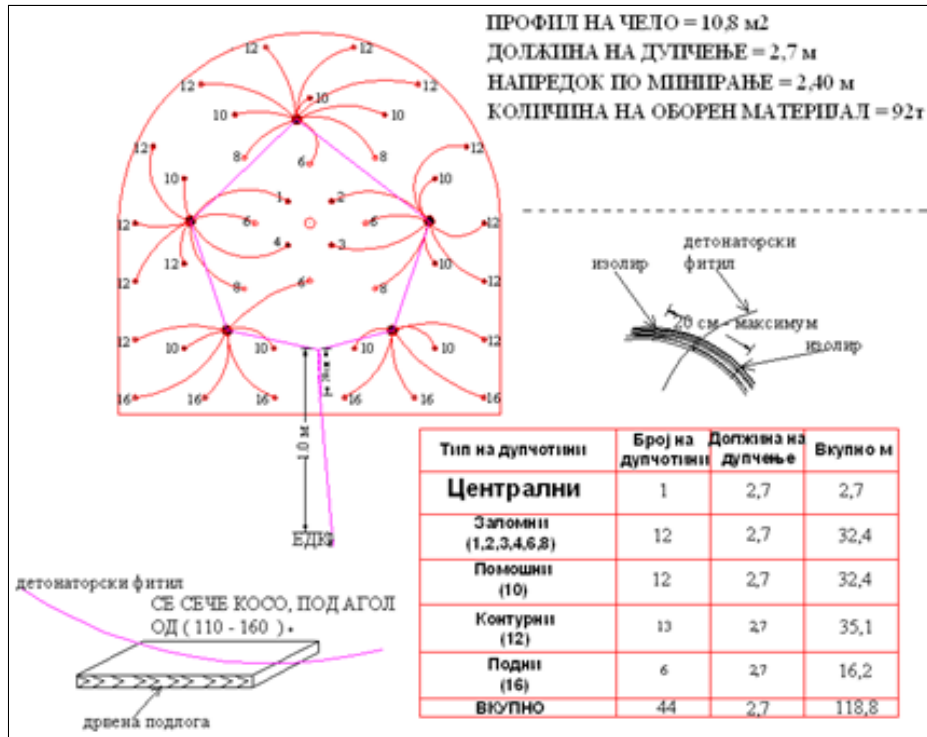 ПРОФИЛ НА ЧЕЛО = 10,8 м2
ДОЛЖИНА НА ДУПЧЕЊЕ = 2,7 м
НАПРЕДОК ПО МИНИРАЊЕ = 2,40 м
КОЛИЧИНА НА ОБОРЕН МАТЕРИЈАЛ = 92т
12 12
12 12
10
10 10
8 6 8
12 12
10 10
1 2
12 6 6 12
4 3
12 10
12 8 6 8 10 12
12 10 10 12
16 16 16 16 16 16
1.0 м
ЕДК
детонаторски
фитил
изолир
20 см - максимум
изолир
Тип на дупчотини Број на дупчотини Должина на дупчење Вкупно м
Централни 1 2,7 2,7
Заломни (1,2,3,4,6,8) 12 2,7 32,4
Помошни (10) 12 2,7 32,4
Контурни (12) 13 2,7 35,1
Подни (16) 6 2,7 16,2
ВКУПНО 44 2,7 118,8
детонаторски фитил
СЕ СЕЧЕ КОСО, ПОД АГОЛ
ОД ( 110 - 160 )
дрвена подлога